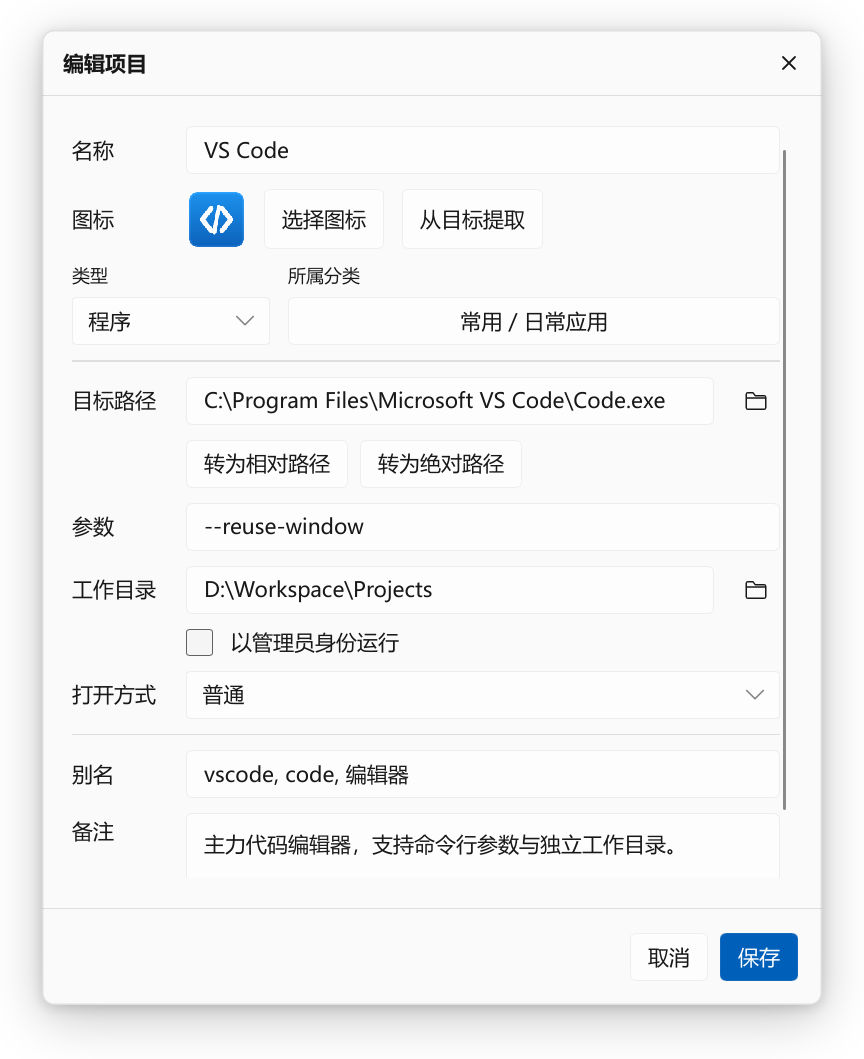 编辑项目
名称 VS Code
图标 选择图标 从目标提取
类型 所属分类
程序 常用 / 日常应用
目标路径 C:\Program Files\Microsoft VS Code\Code.exe
转为相对路径 转为绝对路径
参数 --reuse-window
工作目录 D:\Workspace\Projects
以管理员身份运行
打开方式 普通
别名 vscode, code, 编辑器
备注 主力代码编辑器，支持命令行参数与独立工作目录。
取消 保存